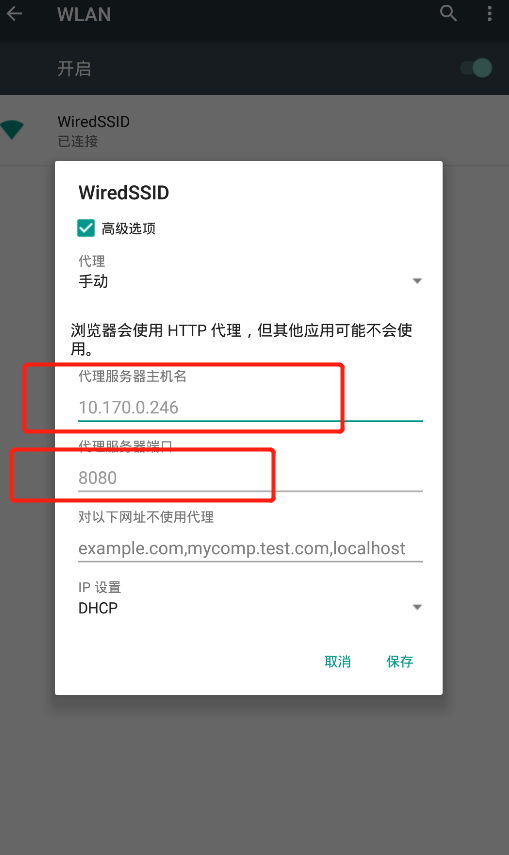 WLAN
开启
WiredSSID
已连接
WiredSSID
高级选项
代理
手动
浏览器会使用 HTTP 代理，但其他应用可能不会使
用。
代理服务器主机名
10.170.0.246
代理服务器端口
8080
对以下网址不使用代理
example.com,mycomp.test.com,localhost
IP 设置
DHCP
取消
保存